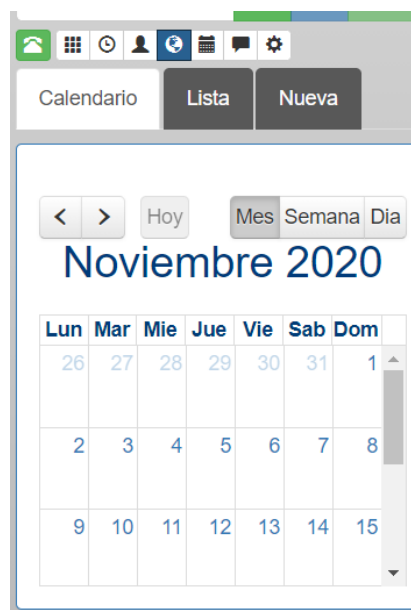 Calendario Lista Nueva
Hoy Mes Semana Dia
Noviembre 2020
Lun Mar Mie Jue Vie Sab Dom
26 27 28 29 30 31 1
2 3 4 5 6 7 8
9 10 11 12 13 14 15